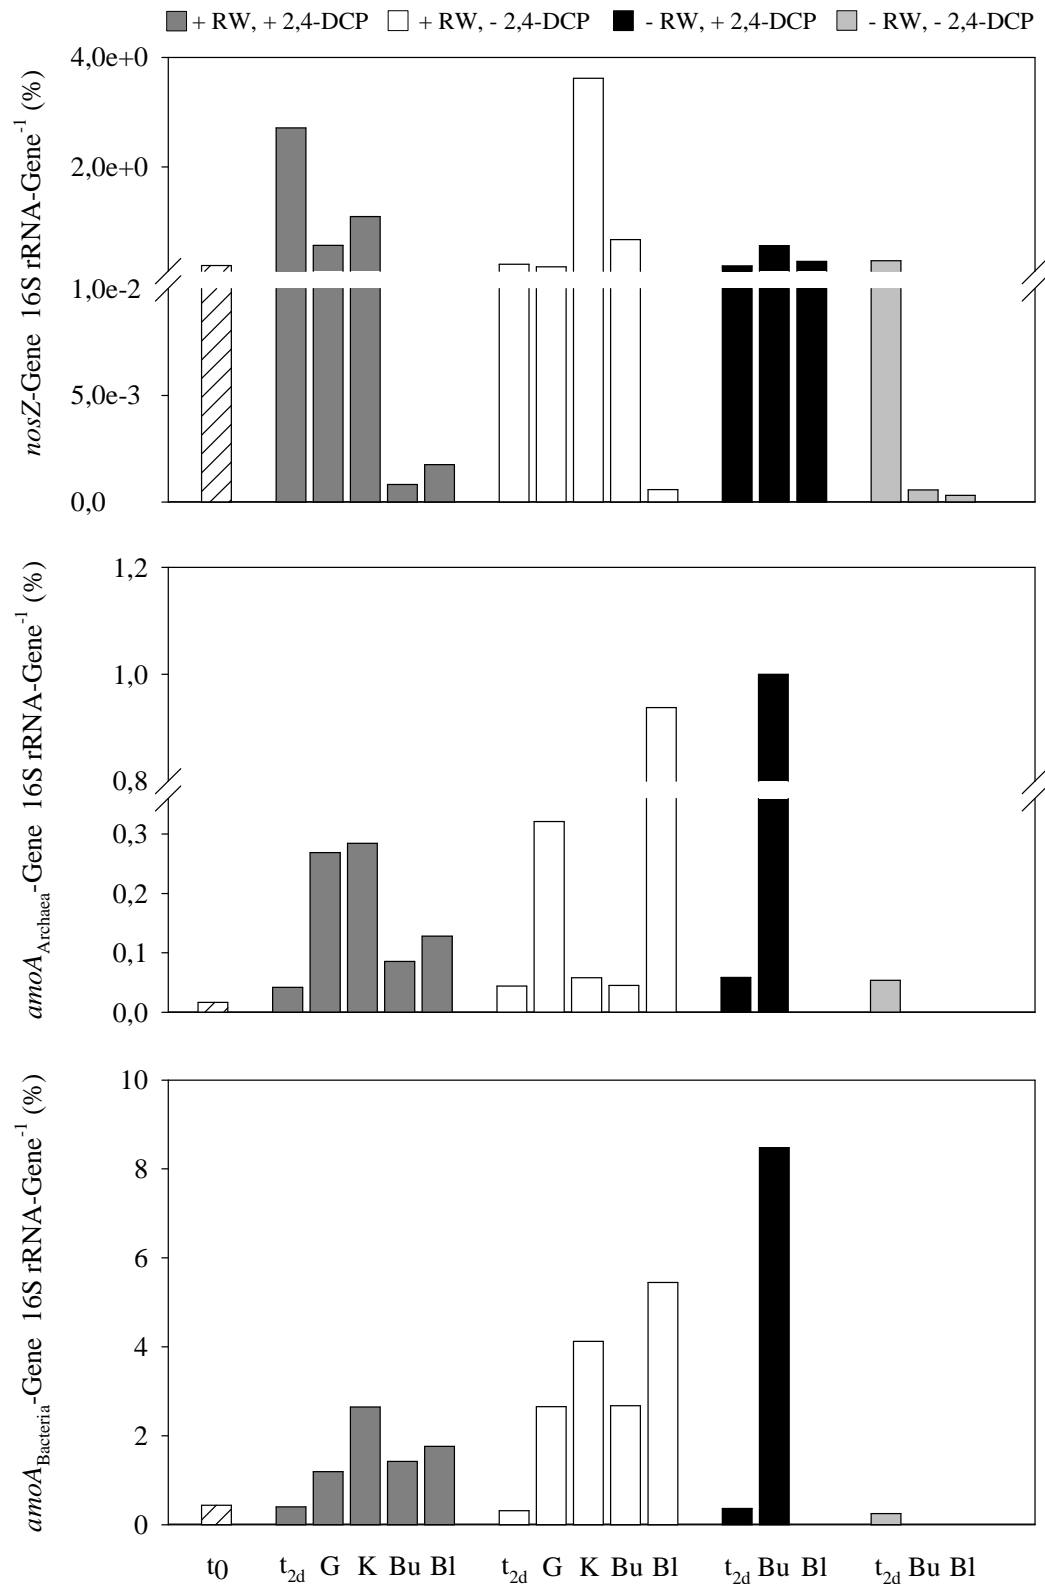 + RW, + 2,4-DCP + RW, - 2,4-DCP - RW, + 2,4-DCP - RW, - 2,4-DCP
nosZ-Gene 16S rRNA-Gene⁻¹ (%)
4,0e+0
2,0e+0
1,0e-2
5,0e-3
0,0
amoA_Archaea-Gene 16S rRNA-Gene⁻¹ (%)
1,2
1,0
0,8
0,3
0,2
0,1
0,0
amoA_Bacteria-Gene 16S rRNA-Gene⁻¹ (%)
10
8
6
4
2
0
t0 t2d G K Bu Bl t2d G K Bu Bl t2d Bu Bl t2d Bu Bl